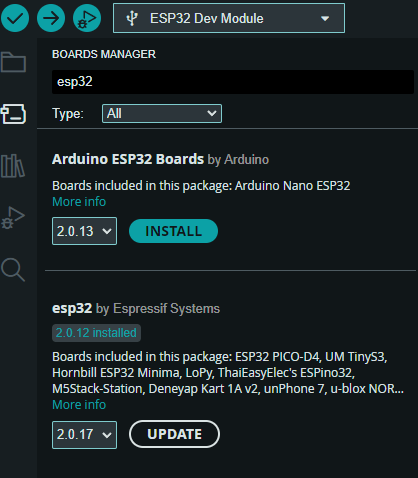 ESP32 Dev Module
BOARDS MANAGER
esp32
Type: All
Arduino ESP32 Boards by Arduino
Boards included in this package: Arduino Nano ESP32
More info
2.0.13 INSTALL
esp32 by Espressif Systems
2.0.12 installed
Boards included in this package: ESP32 PICO-D4, UM TinyS3,
Hornbill ESP32 Minima, LoPy, ThaiEasyElec's ESPino32,
M5Stack-Station, Deneyap Kart 1A v2, unPhone 7, u-blox NOR...
More info
2.0.17 UPDATE